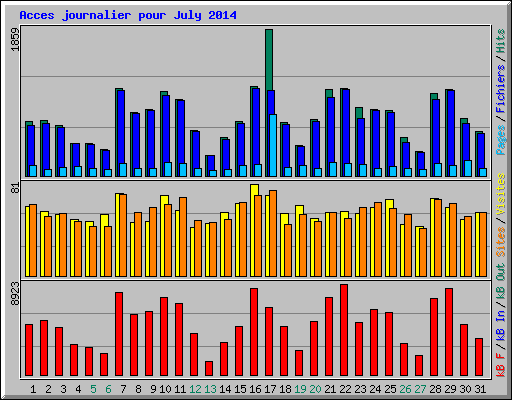 Acces journalier pour July 2014
1859
Pages / Fichiers / Hits
81
Sites / Visites
8923
kB F / kB In / kB Out
1 2 3 4 5 6 7 8 9 10 11 12 13 14 15 16 17 18 19 20 21 22 23 24 25 26 27 28 29 30 31